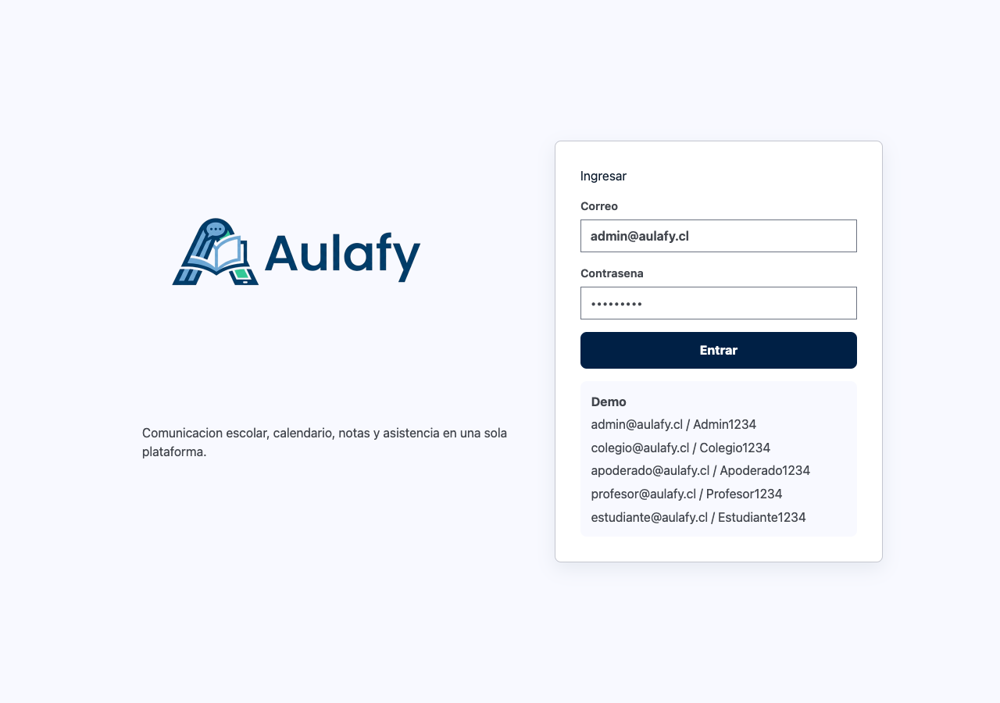 Aulafy
Comunicacion escolar, calendario, notas y asistencia en una sola
plataforma.
Ingresar
Correo
admin@aulafy.cl
Contrasena
•••••••••
Entrar
Demo
admin@aulafy.cl / Admin1234
colegio@aulafy.cl / Colegio1234
apoderado@aulafy.cl / Apoderado1234
profesor@aulafy.cl / Profesor1234
estudiante@aulafy.cl / Estudiante1234